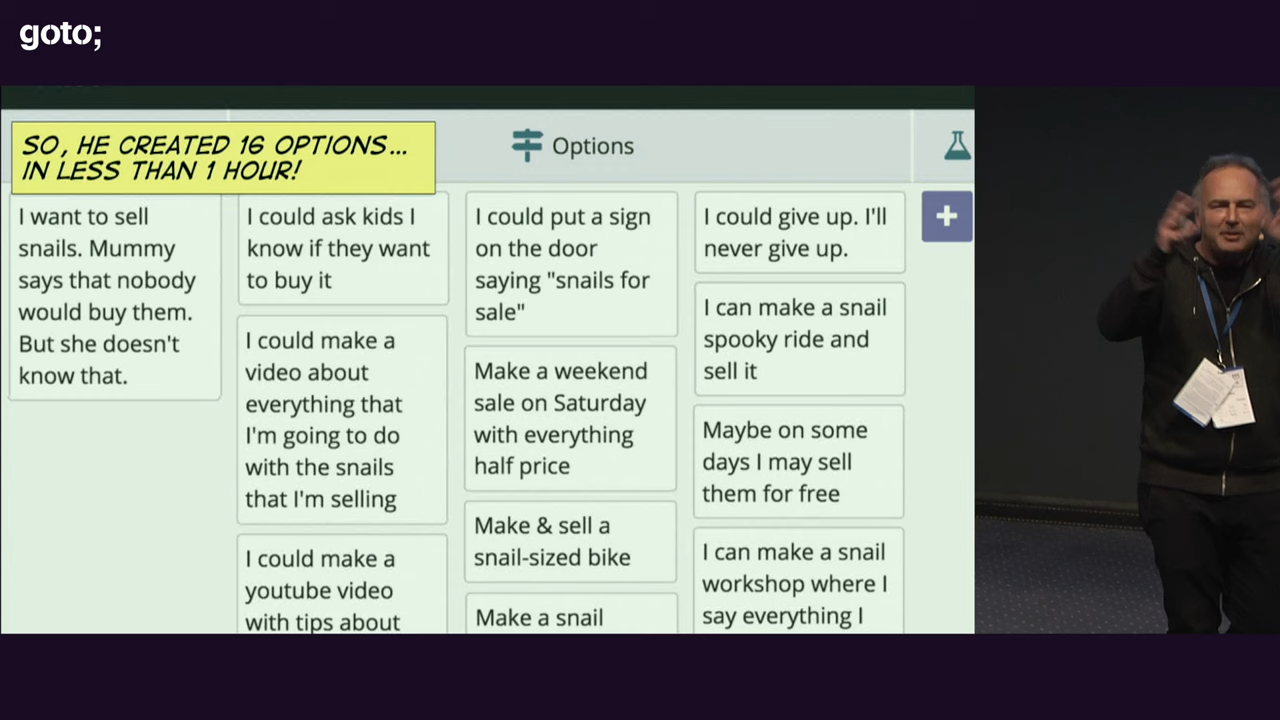 goto;
SO, HE CREATED 16 OPTIONS...
IN LESS THAN 1 HOUR!
Options
I want to sell
snails. Mummy
says that nobody
would buy them.
But she doesn't
know that.
I could ask kids I
know if they want
to buy it
I could make a
video about
everything that
I'm going to do
with the snails
that I'm selling
I could make a
youtube video
with tips about
I could put a sign
on the door
saying "snails for
sale"
Make a weekend
sale on Saturday
with everything
half price
Make & sell a
snail-sized bike
Make a snail
I could give up. I'll
never give up.
I can make a snail
spooky ride and
sell it
Maybe on some
days I may sell
them for free
I can make a snail
workshop where I
say everything I
+